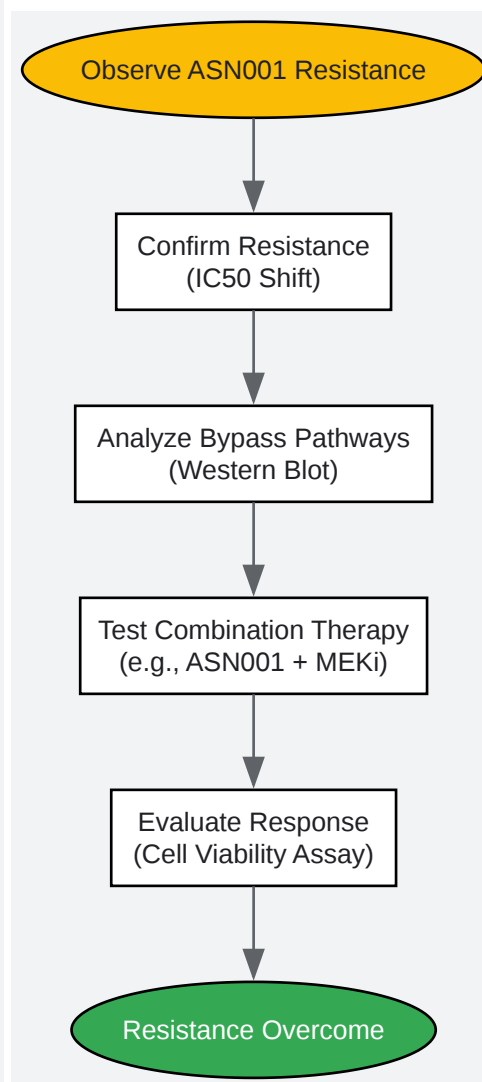 Observe ASN001 Resistance
Confirm Resistance
(IC50 Shift)
Analyze Bypass Pathways
(Western Blot)
Test Combination Therapy
(e.g., ASN001 + MEKi)
Evaluate Response
(Cell Viability Assay)
Resistance Overcome